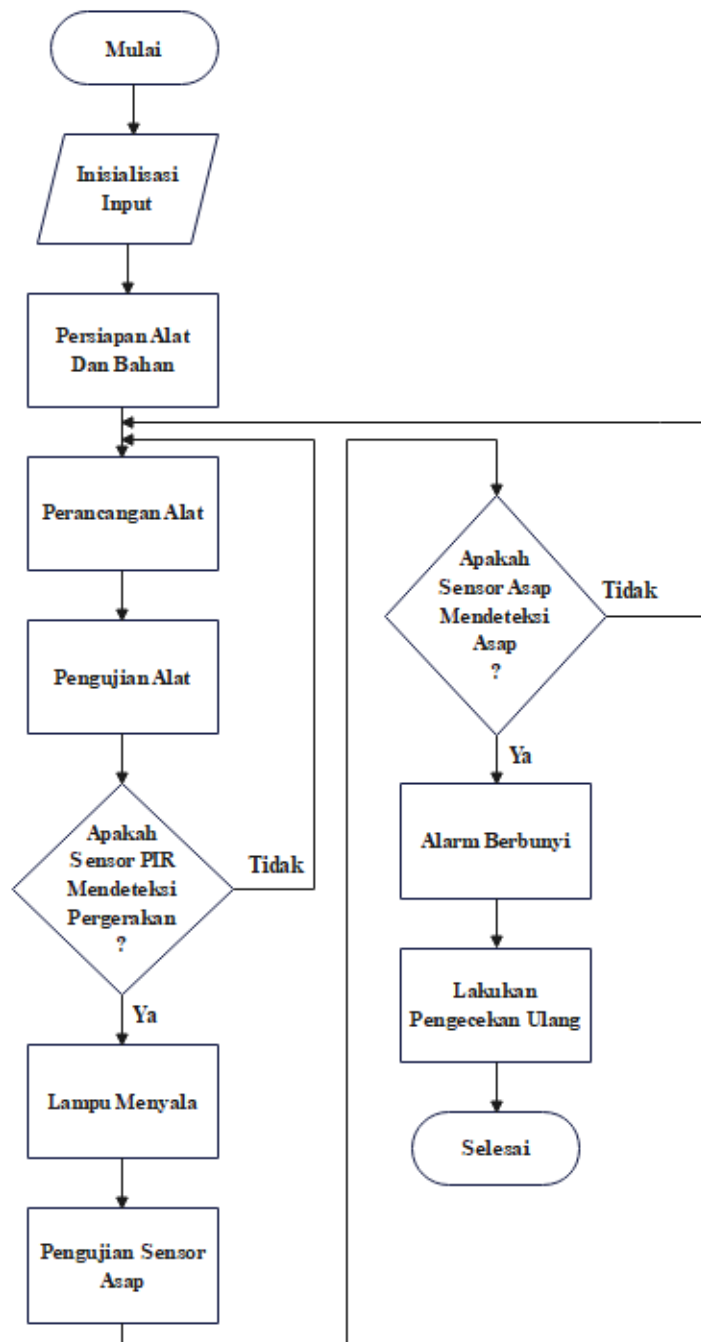 Mulai
Inisialisasi
Input
Persiapan Alat
Dan Bahan
Perancangan Alat
Pengujian Alat
Apakah
Sensor PIR
Mendeteksi
Pergerakan
?
Tidak
Ya
Lampu Menyala
Pengujian Sensor
Asap
Apakah
Sensor Asap
Mendeteksi
Asap
?
Tidak
Ya
Alarm Berbunyi
Lakukan
Pengecekan Ulang
Selesai